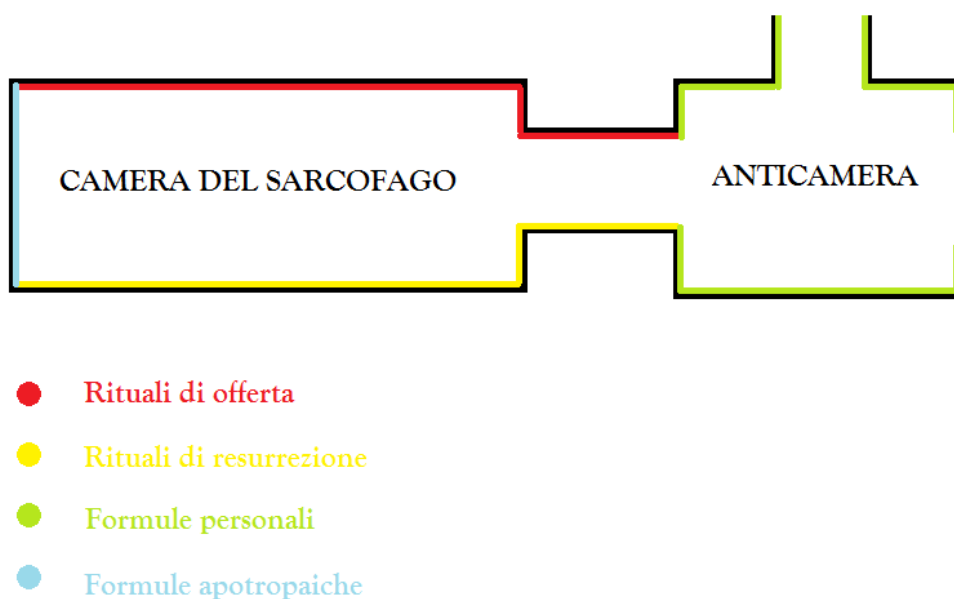 CAMERA DEL SARCOFAGO
ANTICAMERA
Rituali di offerta
Rituali di resurrezione
Formule personali
Formule apotropaiche